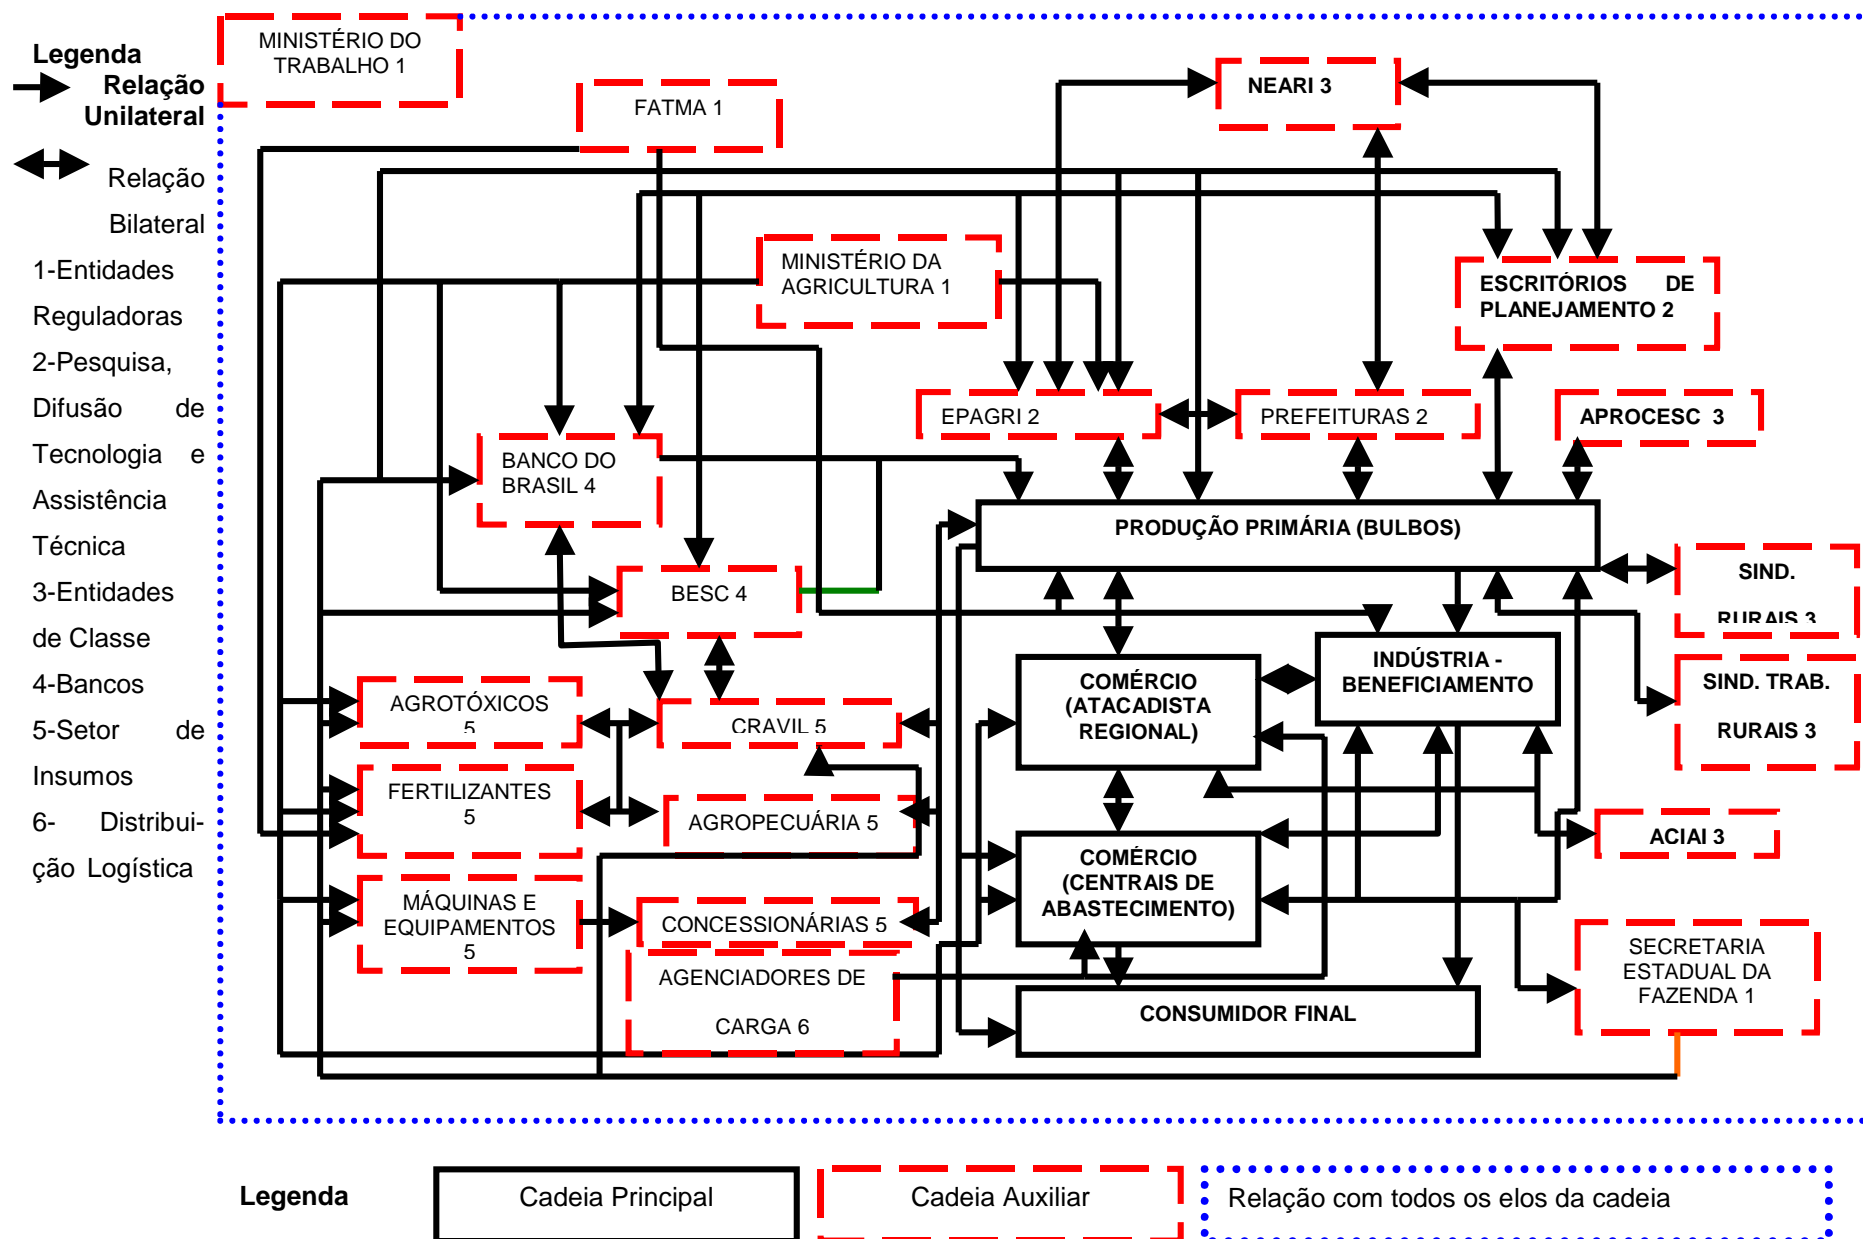 Legenda
Relação
Unilateral
Relação
Bilateral
1-Entidades
Reguladoras
2-Pesquisa,
Difusão de
Tecnologia e
Assistência
Técnica
3-Entidades
de Classe
4-Bancos
5-Setor de
Insumos
6- Distribui-
ção Logística
MINISTÉRIO DO
TRABALHO 1
FATMA 1
NEARI 3
MINISTÉRIO DA
AGRICULTURA 1
ESCRITÓRIOS DE
PLANEJAMENTO 2
EPAGRI 2
PREFEITURAS 2
APROCESC 3
BANCO DO
BRASIL 4
PRODUÇÃO PRIMÁRIA (BULBOS)
BESC 4
SIND.
RURAIS 3
INDÚSTRIA -
BENEFICIAMENTO
SIND. TRAB.
RURAIS 3
AGROTÓXICOS
5
CRAVIL 5
COMÉRCIO
(ATACADISTA
REGIONAL)
FERTILIZANTES
5
AGROPECUÁRIA 5
ACIAI 3
COMÉRCIO
(CENTRAIS DE
ABASTECIMENTO)
MÁQUINAS E
EQUIPAMENTOS
5
CONCESSIONÁRIAS 5
AGENCIADORES DE
CARGA 6
SECRETARIA
ESTADUAL DA
FAZENDA 1
CONSUMIDOR FINAL
Legenda
Cadeia Principal
Cadeia Auxiliar
Relação com todos os elos da cadeia